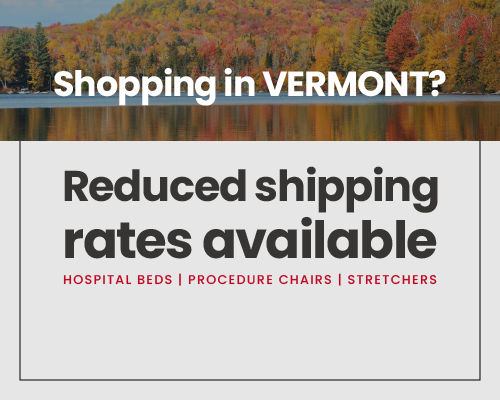 Shopping in VERMONT?
Reduced shipping
rates available
HOSPITAL BEDS | PROCEDURE CHAIRS | STRETCHERS